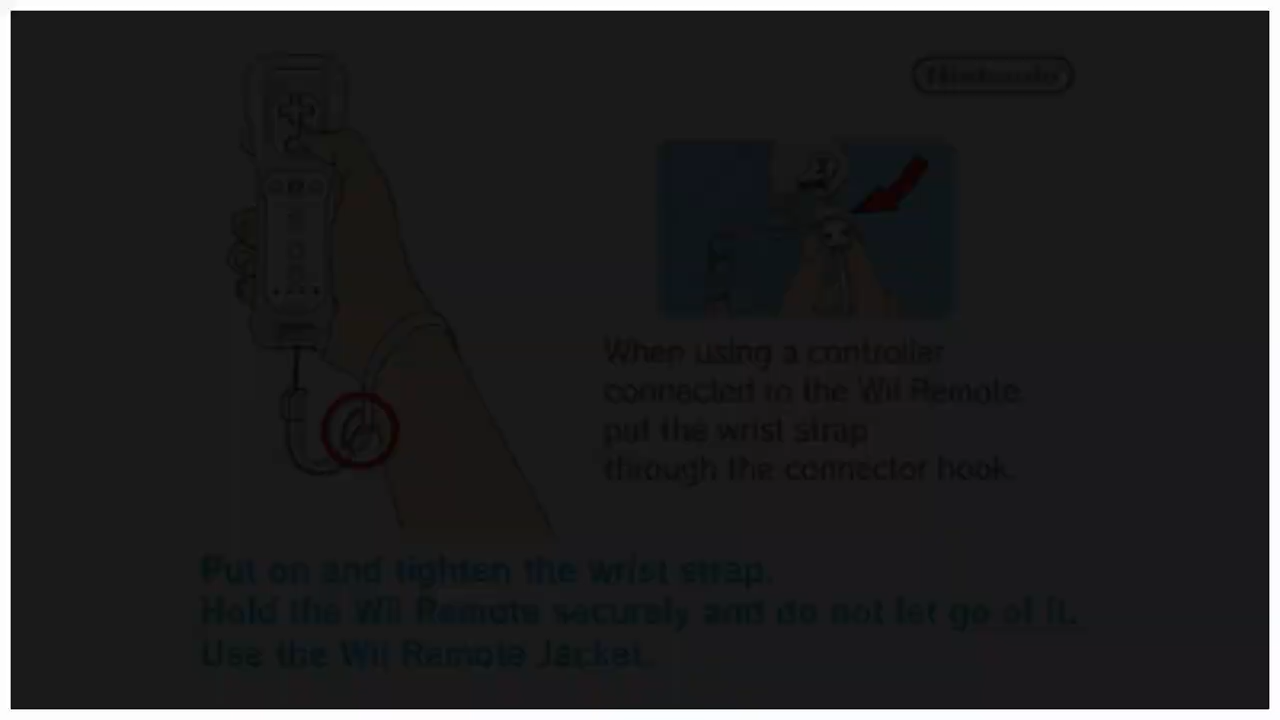 Nintendo
When using a controller
connected to the Wii Remote
put the wrist strap
through the connector hook.
Put on and tighten the wrist strap.
Hold the Wii Remote securely and do not let go of it.
Use the Wii Remote Jacket.